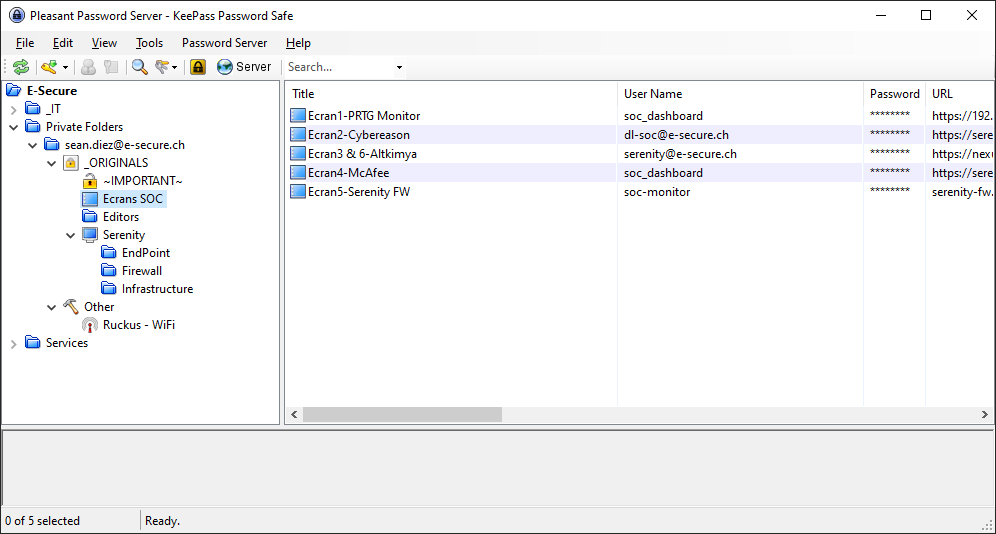 Pleasant Password Server - KeePass Password Safe
File Edit View Tools Password Server Help
Server Search...
E-Secure
_IT
Private Folders
sean.diez@e-secure.ch
_ORIGINALS
~IMPORTANT~
Ecrans SOC
Editors
Serenity
EndPoint
Firewall
Infrastructure
Other
Ruckus - WiFi
Services
Title User Name Password URL
Ecran1-PRTG Monitor soc_dashboard ******** https://192.
Ecran2-Cybereason dl-soc@e-secure.ch ******** https://sere
Ecran3 & 6-Altkimya serenity@e-secure.ch ******** https://nexu
Ecran4-McAfee soc_dashboard ******** https://sere
Ecran5-Serenity FW soc-monitor ******** serenity-fw.
0 of 5 selected Ready.